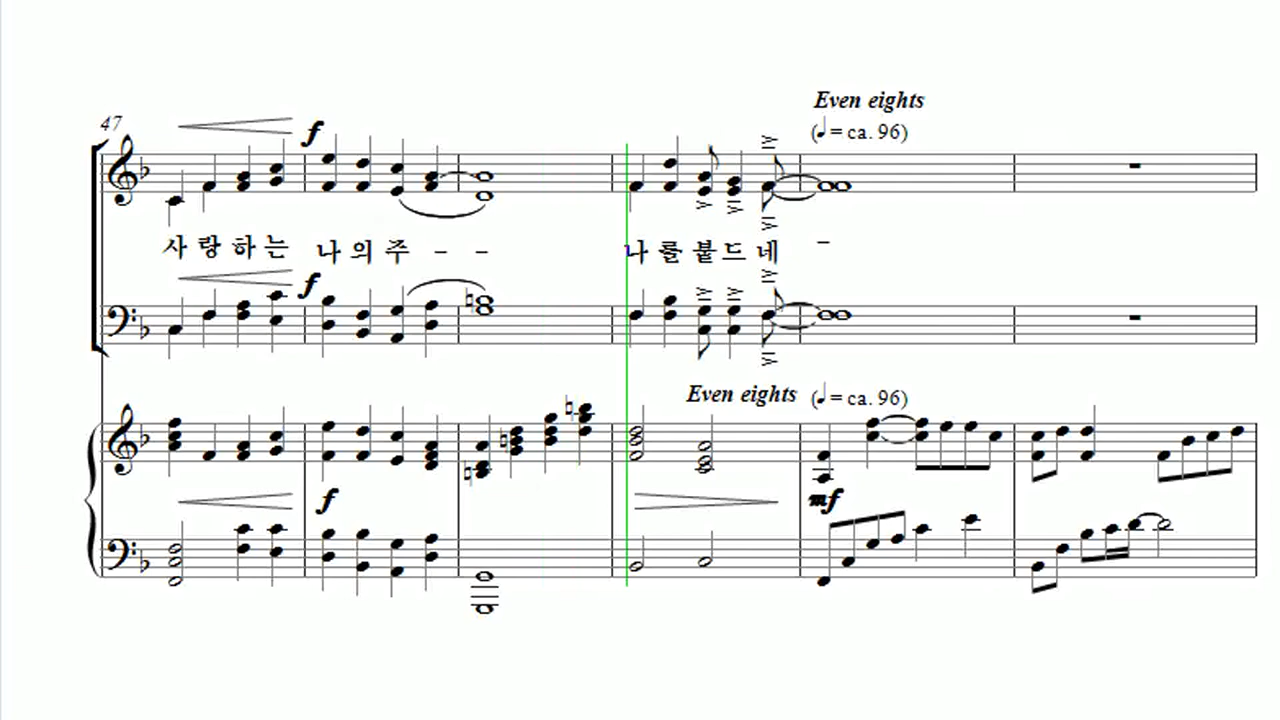 Even eights
47
(♩= ca. 96)
f
사 랑 하 는 나 의 주 - - 나 를 붙 드 네 -
f
Even eights (♩= ca. 96)
f mf